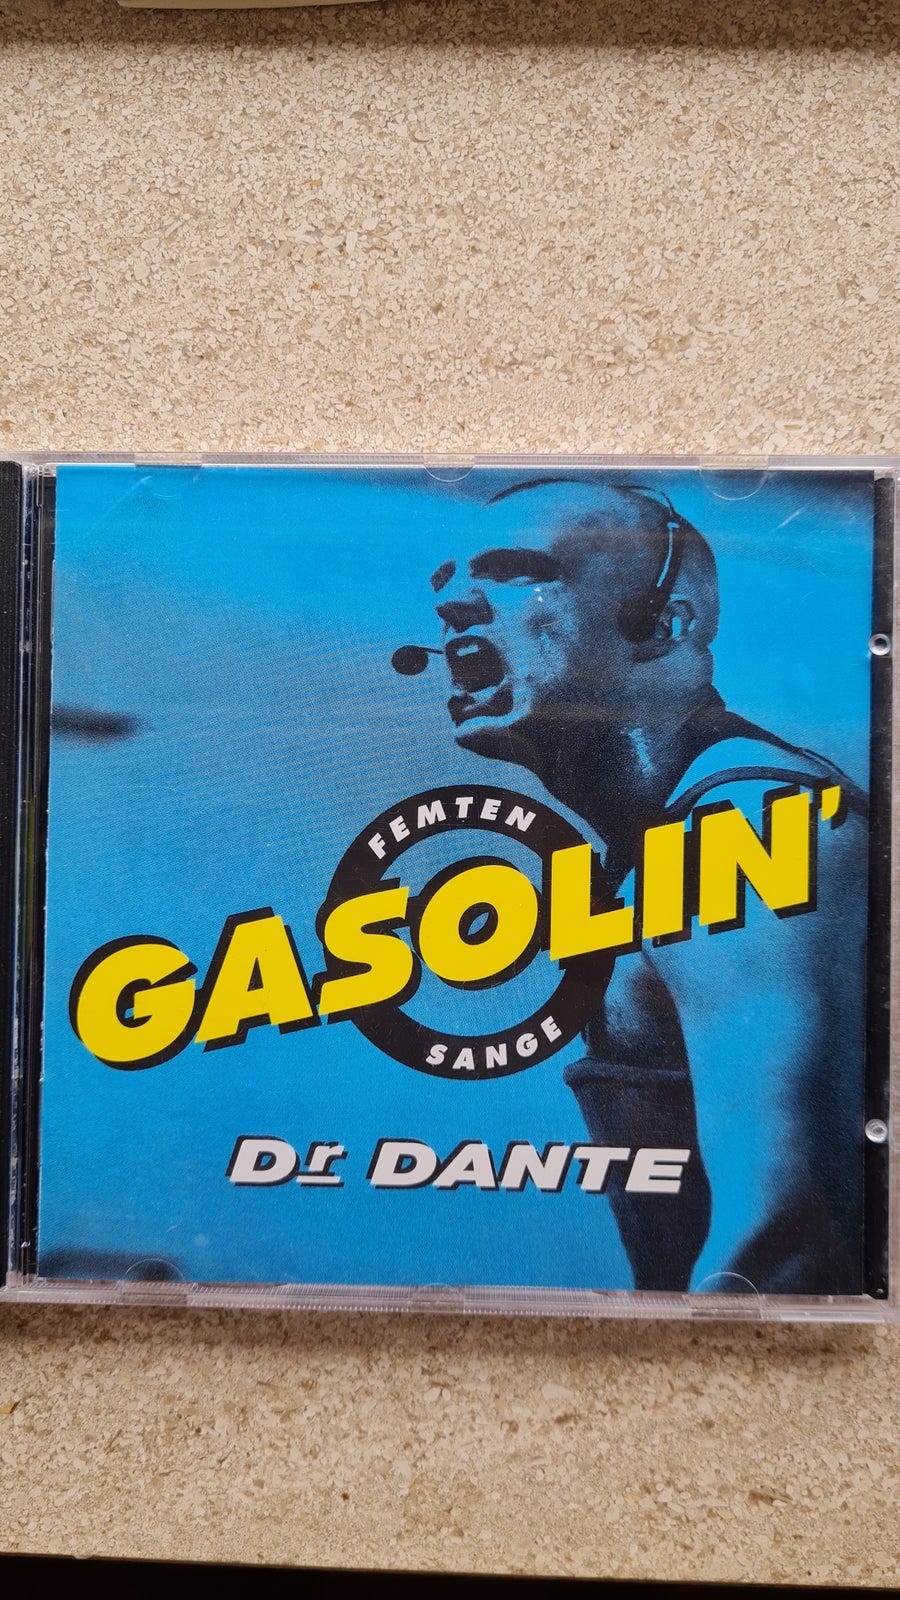 FEMTEN
GASOLIN'
SANGE
Dr DANTE